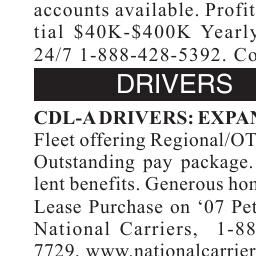 accounts available. Profit
tial $40K-$400K Yearly
24/7 1-888-428-5392. Co
DRIVERS
CDL-A DRIVERS: EXPAN
Fleet offering Regional/OT
Outstanding pay package.
lent benefits. Generous hom
Lease Purchase on ‘07 Pet
National Carriers, 1-88
7729. www.nationalcarrier